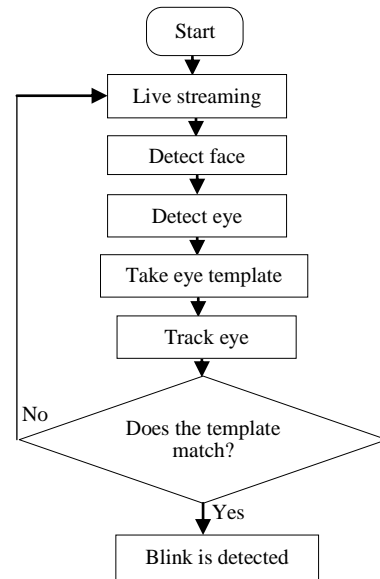 Start
Live streaming
Detect face
Detect eye
Take eye template
Track eye
Does the template
match?
No
Yes
Blink is detected